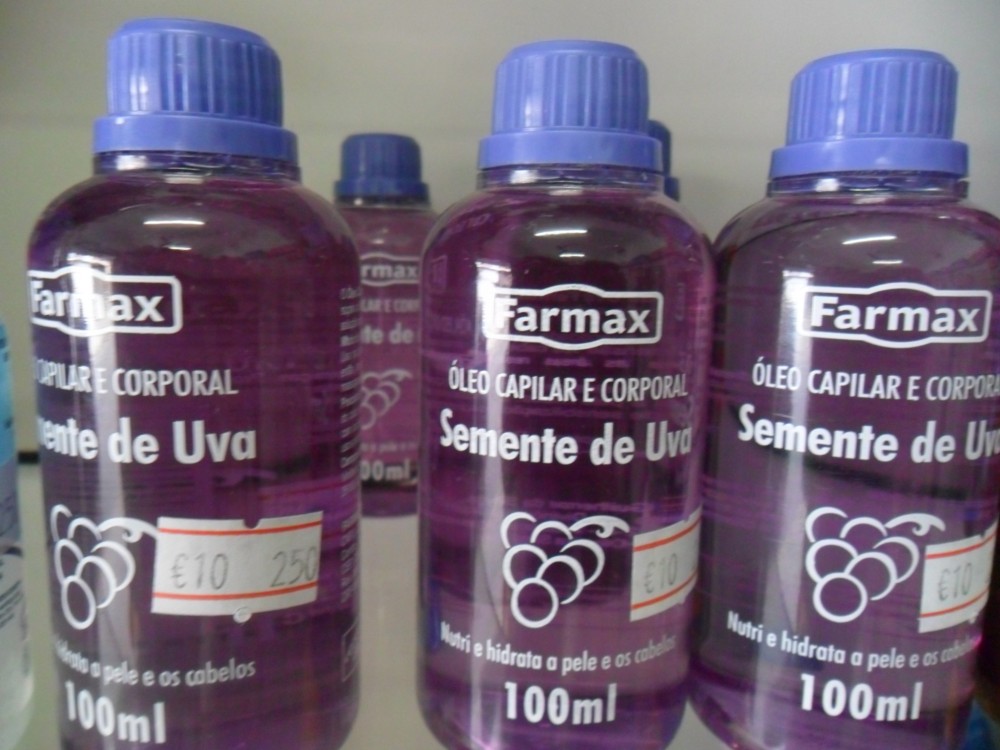 Farmax
CAPILAR E CORPORAL
de Uva
€10 250
hidrata a pele e os cabelos
100ml
Farmax
ÓLEO CAPILAR E CORPORAL
Semente de Uva
€10
Nutri e hidrata a pele e os cabelos
100ml
Farmax
ÓLEO CAPILAR E CORPORA
Semente de Uv
€10
Nutri e hidrata a pele e os cabelos
100ml
rmax